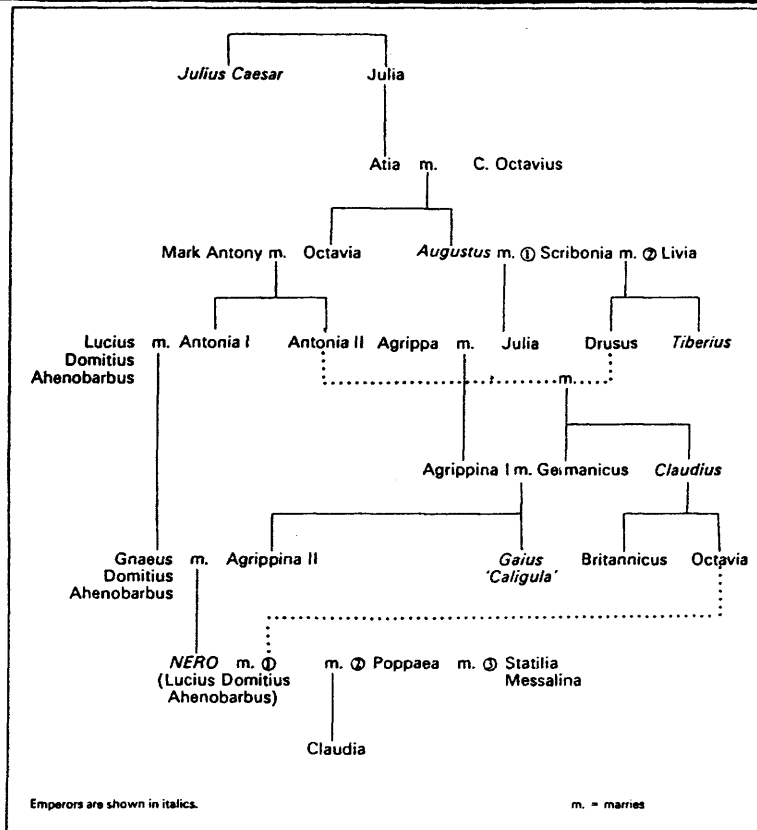 Julius Caesar Julia
Atia m. C. Octavius
Mark Antony m. Octavia Augustus m. ① Scribonia m. ② Livia
Lucius m. Antonia I Antonia II Agrippa m. Julia Drusus Tiberius
Domitius
Ahenobarbus
m.
Agrippina I m. Germanicus Claudius
Gnaeus m. Agrippina II Gaius Britannicus Octavia
Domitius 'Caligula'
Ahenobarbus
NERO m. ① m. ② Poppaea m. ③ Statilia
(Lucius Domitius Messalina
Ahenobarbus)
Claudia
Emperors are shown in italics. m. = marries